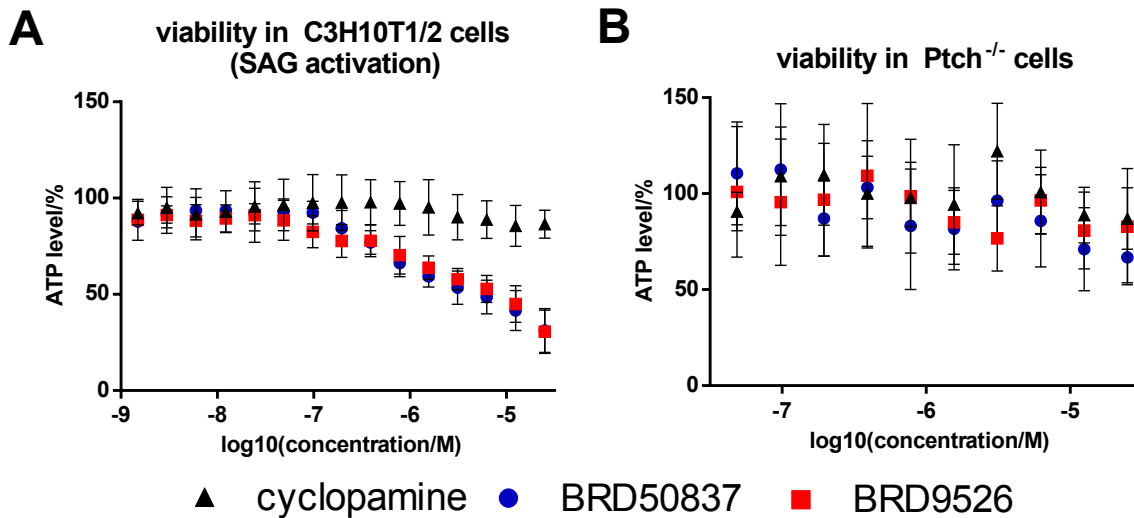 A
viability in C3H10T1/2 cells
(SAG activation)
150
100
50
0
ATP level/%
-9
-8
-7
-6
-5
log10(concentration/M)
B
viability in Ptch-/- cells
150
100
50
0
ATP level/%
-7
-6
-5
log10(concentration/M)
cyclopamine
BRD50837
BRD9526